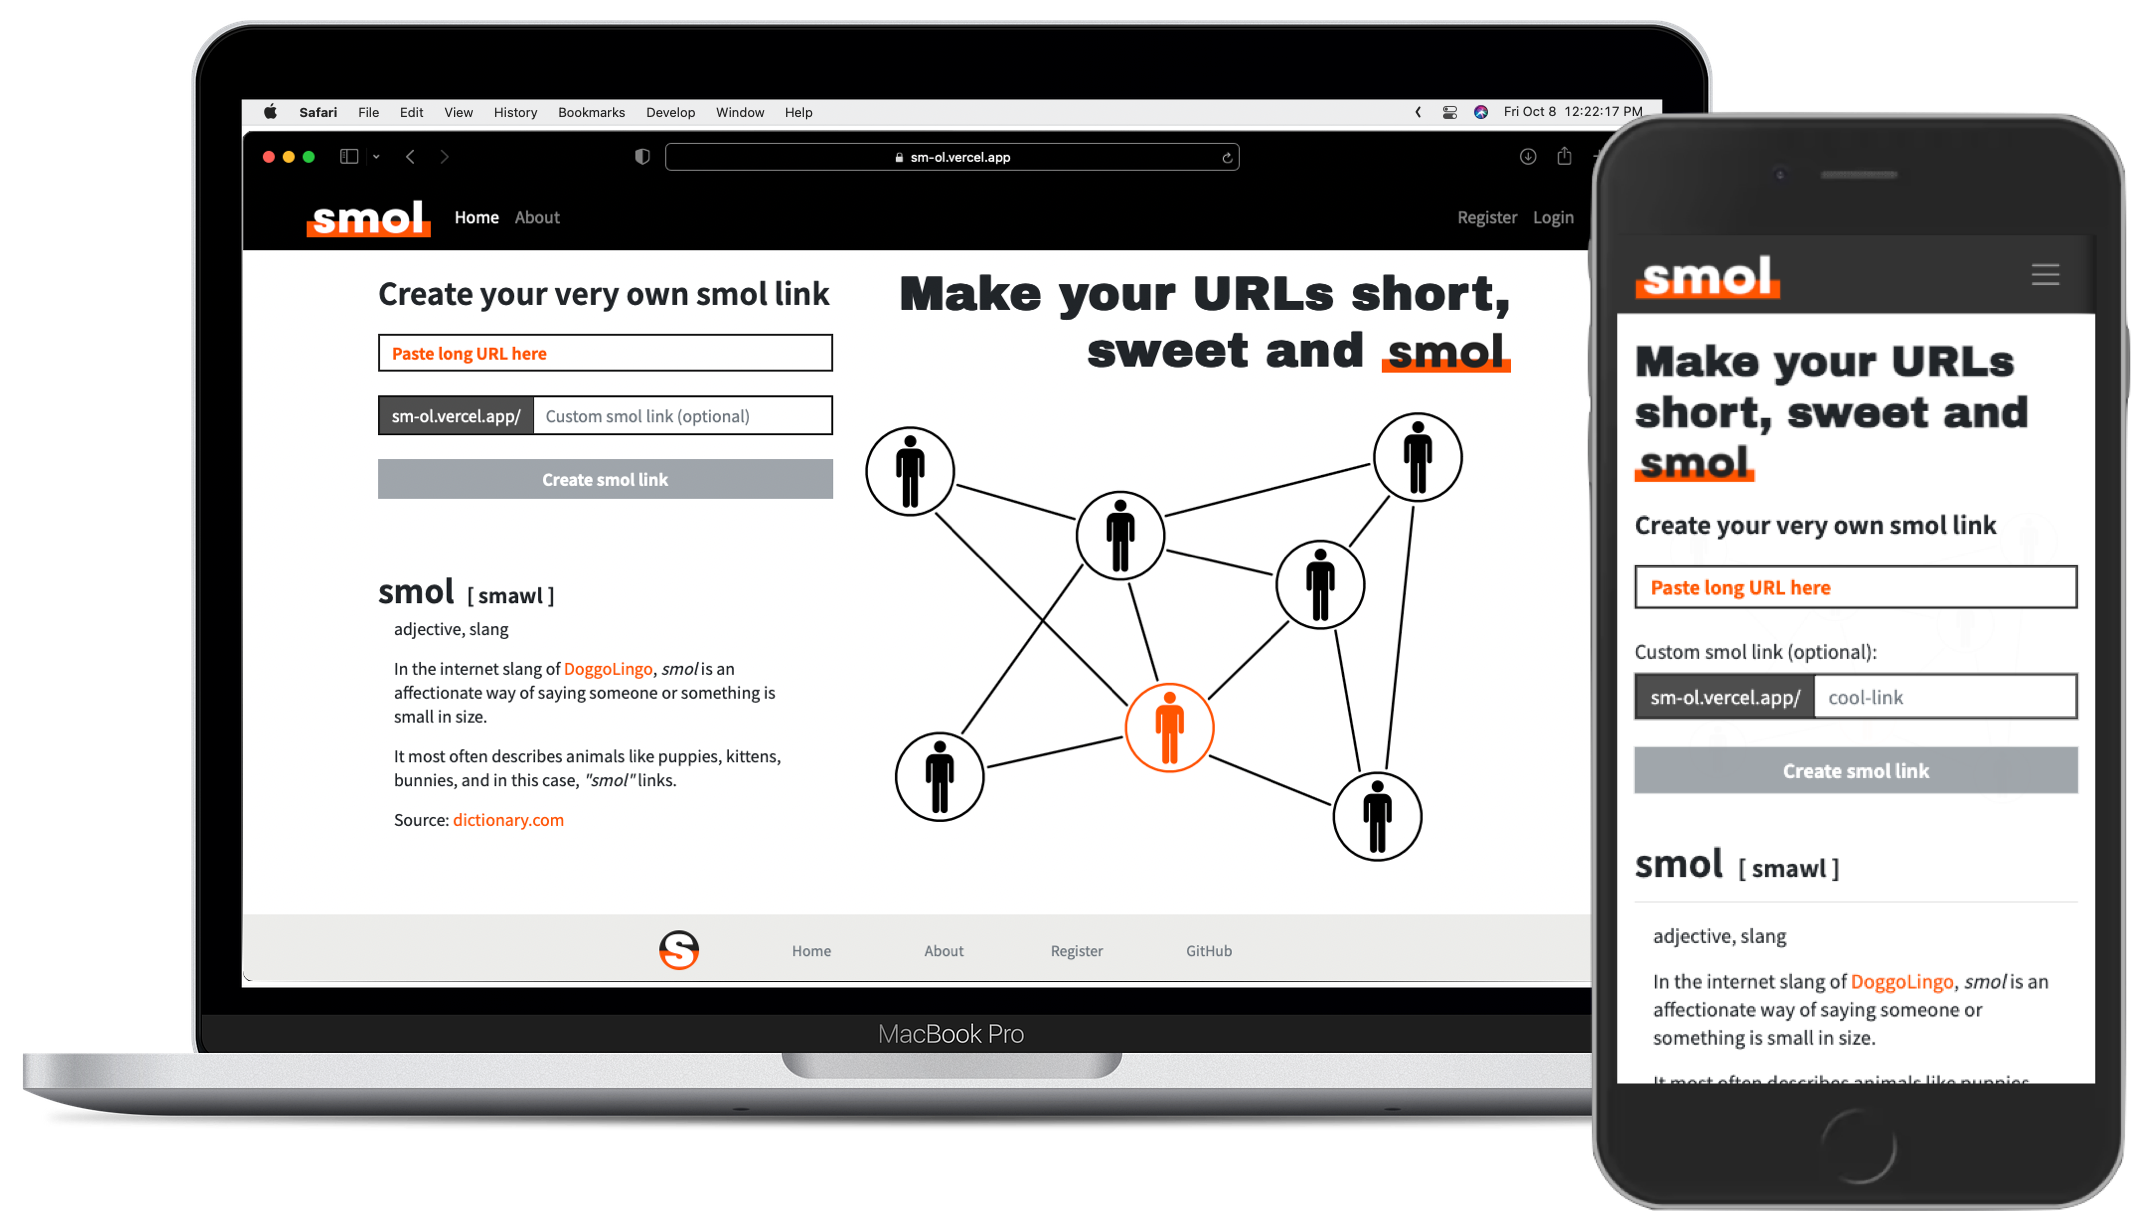 Safari File Edit View History Bookmarks Develop Window Help
Fri Oct 8 12:22:17 PM
sm-ol.vercel.app
smol Home About
Register Login
Create your very own smol link
Paste long URL here
sm-ol.vercel.app/ Custom smol link (optional)
Create smol link
smol [ smawl ]
adjective, slang
In the internet slang of DoggoLingo, smol is an
affectionate way of saying someone or something is
small in size.
It most often describes animals like puppies, kittens,
bunnies, and in this case, "smol" links.
Source: dictionary.com
Make your URLs short,
sweet and smol
S Home About Register GitHub
MacBook Pro
smol
Make your URLs
short, sweet and
smol
Create your very own smol link
Paste long URL here
Custom smol link (optional):
sm-ol.vercel.app/ cool-link
Create smol link
smol [ smawl ]
adjective, slang
In the internet slang of DoggoLingo, smol is an
affectionate way of saying someone or
something is small in size.
It most often describes animals like puppies